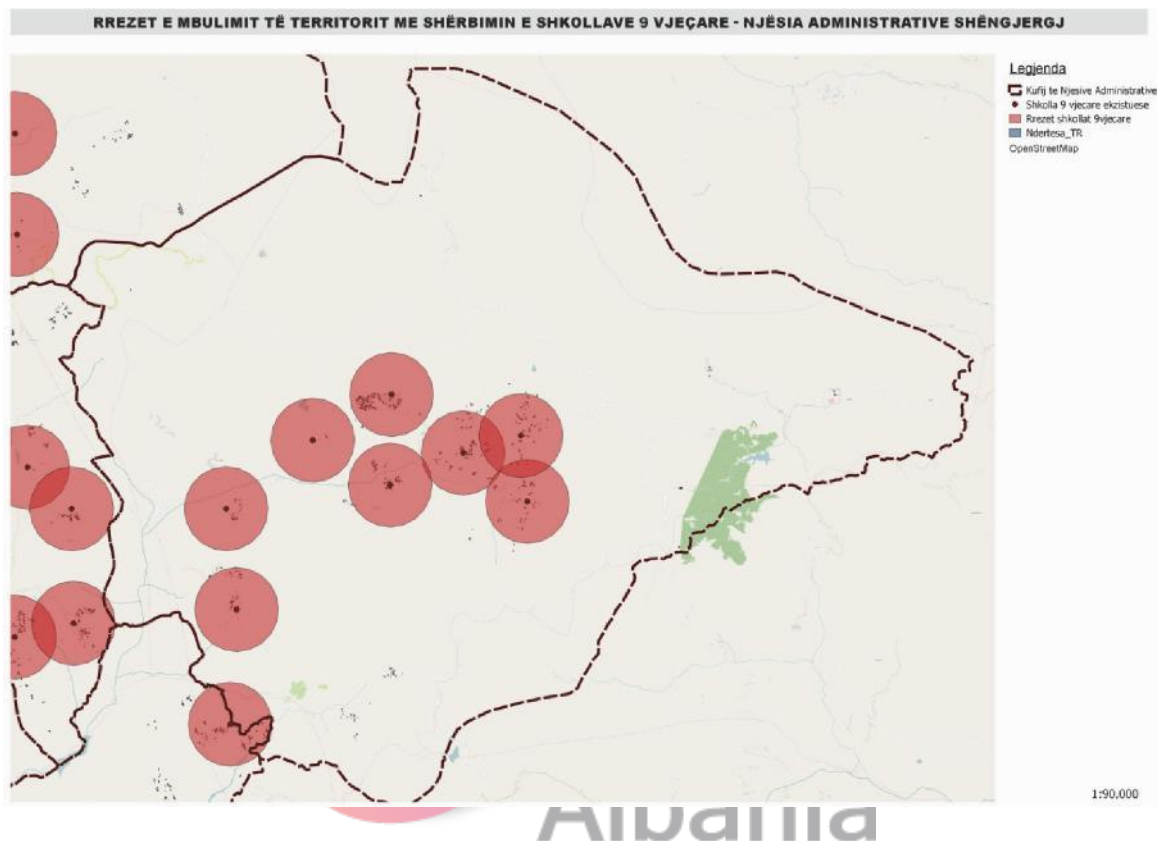 RRREZET E MBULIMIT TË TERRITORIT ME SHËRBIMIN E SHKOLLAVE 9 VJEÇARE - NJËSIA ADMINISTRATIVE SHËNGJERGJ
Legjenda
Kufij te Njesive Administrative
Shkolla 9 vjecare ekzistuese
Rrezet shkollat 9vjecare
Ndertesa_TR
OpenStreetMap
1:90,000
Albania